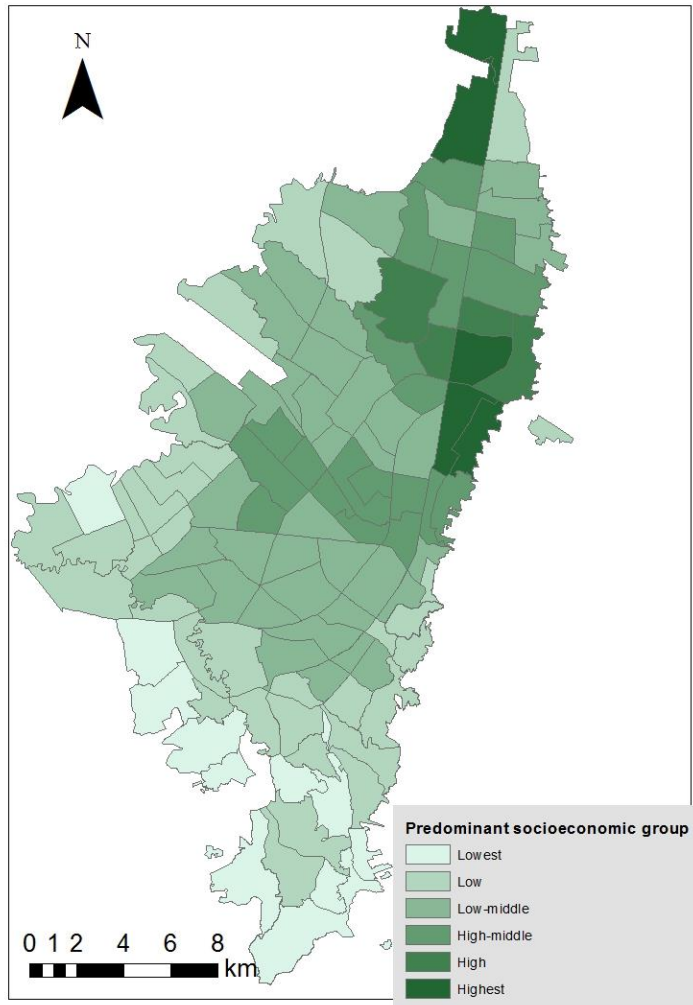 N
Predominant socioeconomic group
Lowest
Low
Low-middle
High-middle
High
Highest
0 1 2 4 6 8
km